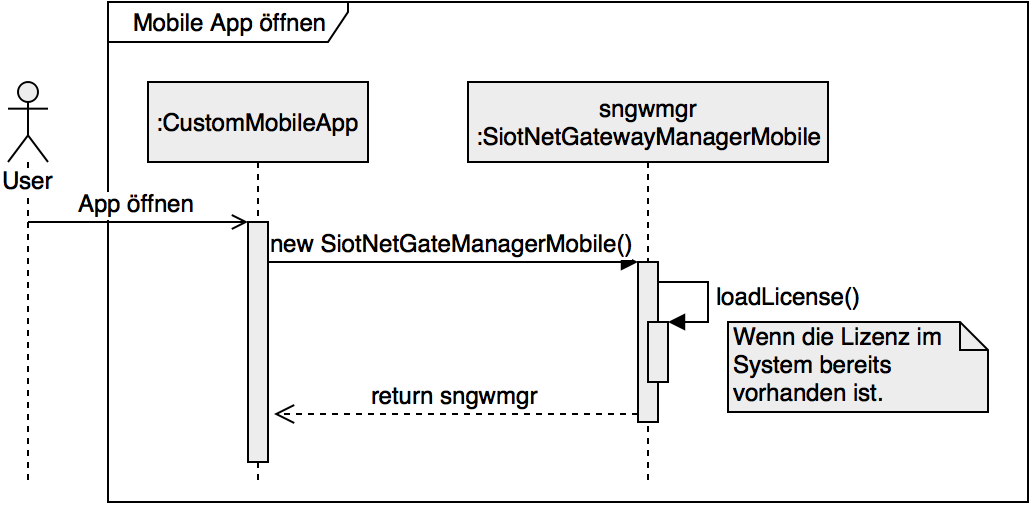 Mobile App öffnen
:CustomMobileApp
sngwmgr
:SiotNetGatewayManagerMobile
User
App öffnen
new SiotNetGateManagerMobile()
loadLicense()
Wenn die Lizenz im
System bereits
vorhanden ist.
return sngwmgr